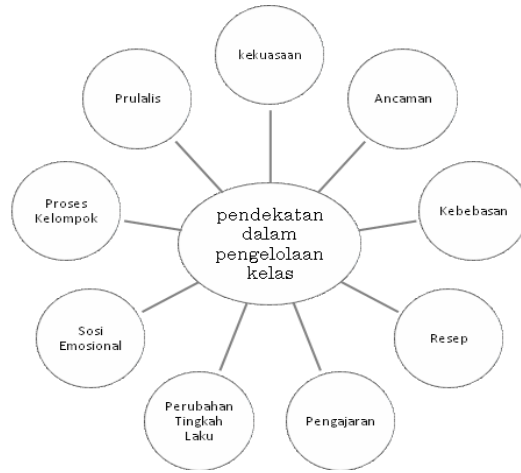 kekuasaan
Ancaman
Kebebasan
Resep
Pengajaran
Perubahan
Tingkah
Laku
Sosi
Emosional
Proses
Kelompok
Prulalis
pendekatan
dalam
pengelolaan
kelas